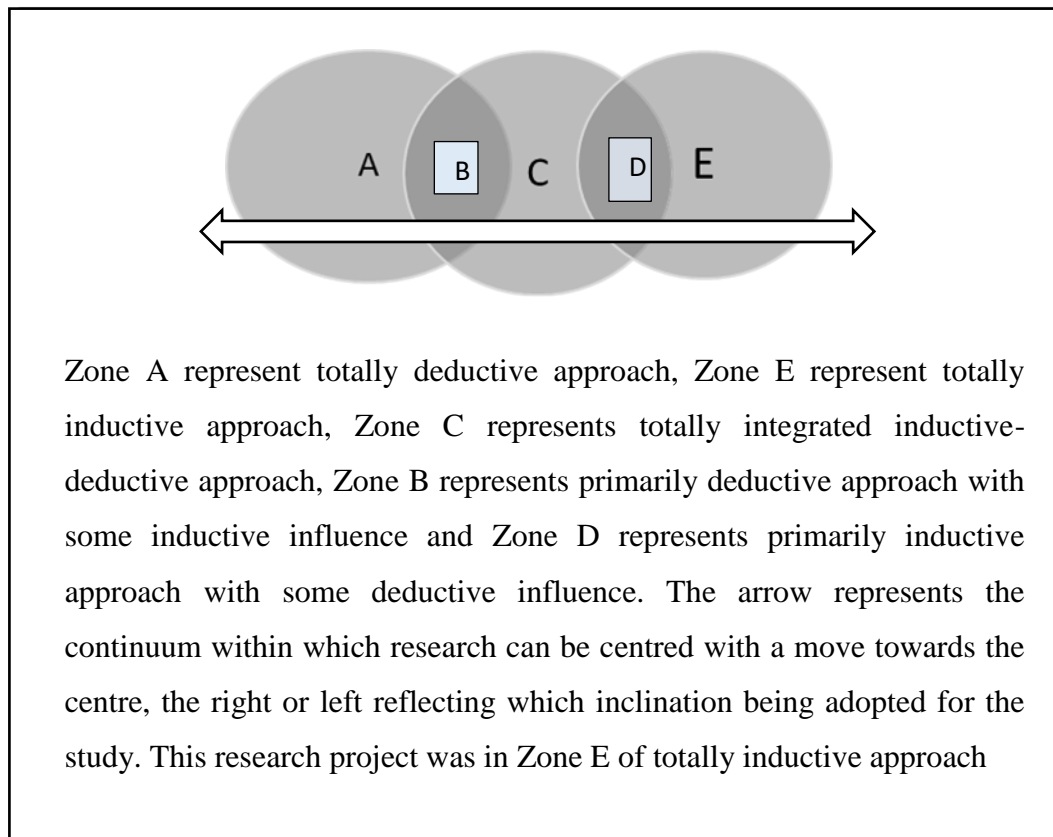 A B C D E
Zone A represent totally deductive approach, Zone E represent totally
inductive approach, Zone C represents totally integrated inductive-
deductive approach, Zone B represents primarily deductive approach with
some inductive influence and Zone D represents primarily inductive
approach with some deductive influence. The arrow represents the
continuum within which research can be centred with a move towards the
centre, the right or left reflecting which inclination being adopted for the
study. This research project was in Zone E of totally inductive approach